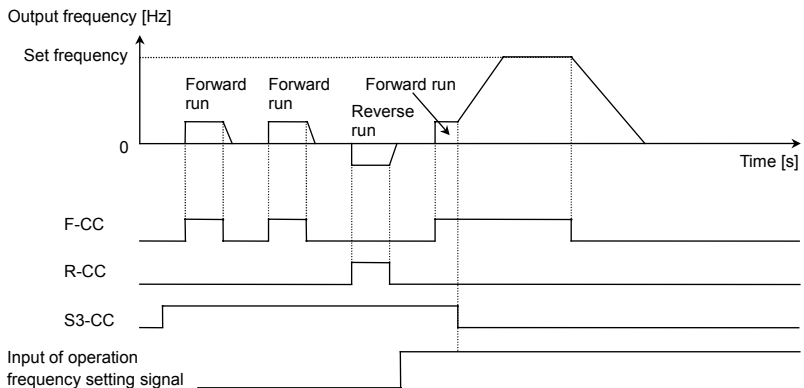 Output frequency [Hz]
Set frequency
Forward
run
Forward
run
Forward run
Reverse
run
0
Time [s]
F-CC
R-CC
S3-CC
Input of operation
frequency setting signal